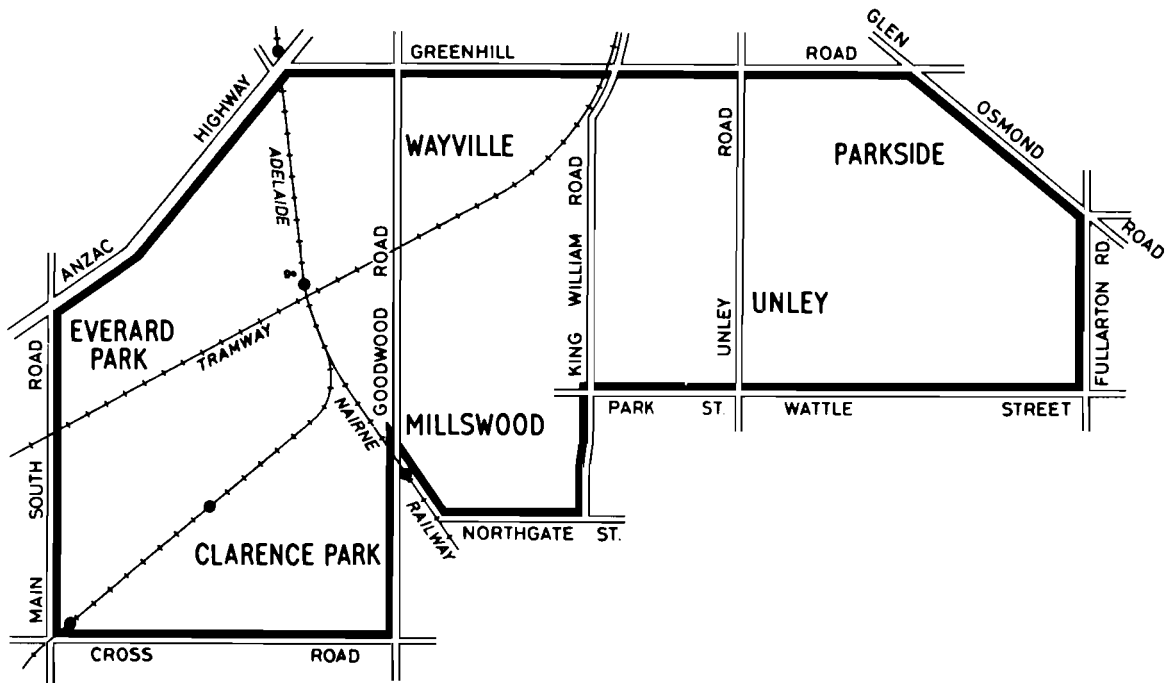 GREENHILL ROAD
GLEN OSMOND ROAD
ANZAC HIGHWAY
ADELAIDE
WAYVILLE
KING WILLIAM ROAD
UNLEY ROAD
PARKSIDE
FULLARTON RD.
EVERARD
PARK
TRAMWAY
GOODWOOD ROAD
UNLEY
MAIN SOUTH ROAD
NAIRNE RAILWAY
MILLSWOOD
PARK ST.
WATTLE STREET
NORTHGATE ST.
CLARENCE PARK
CROSS ROAD